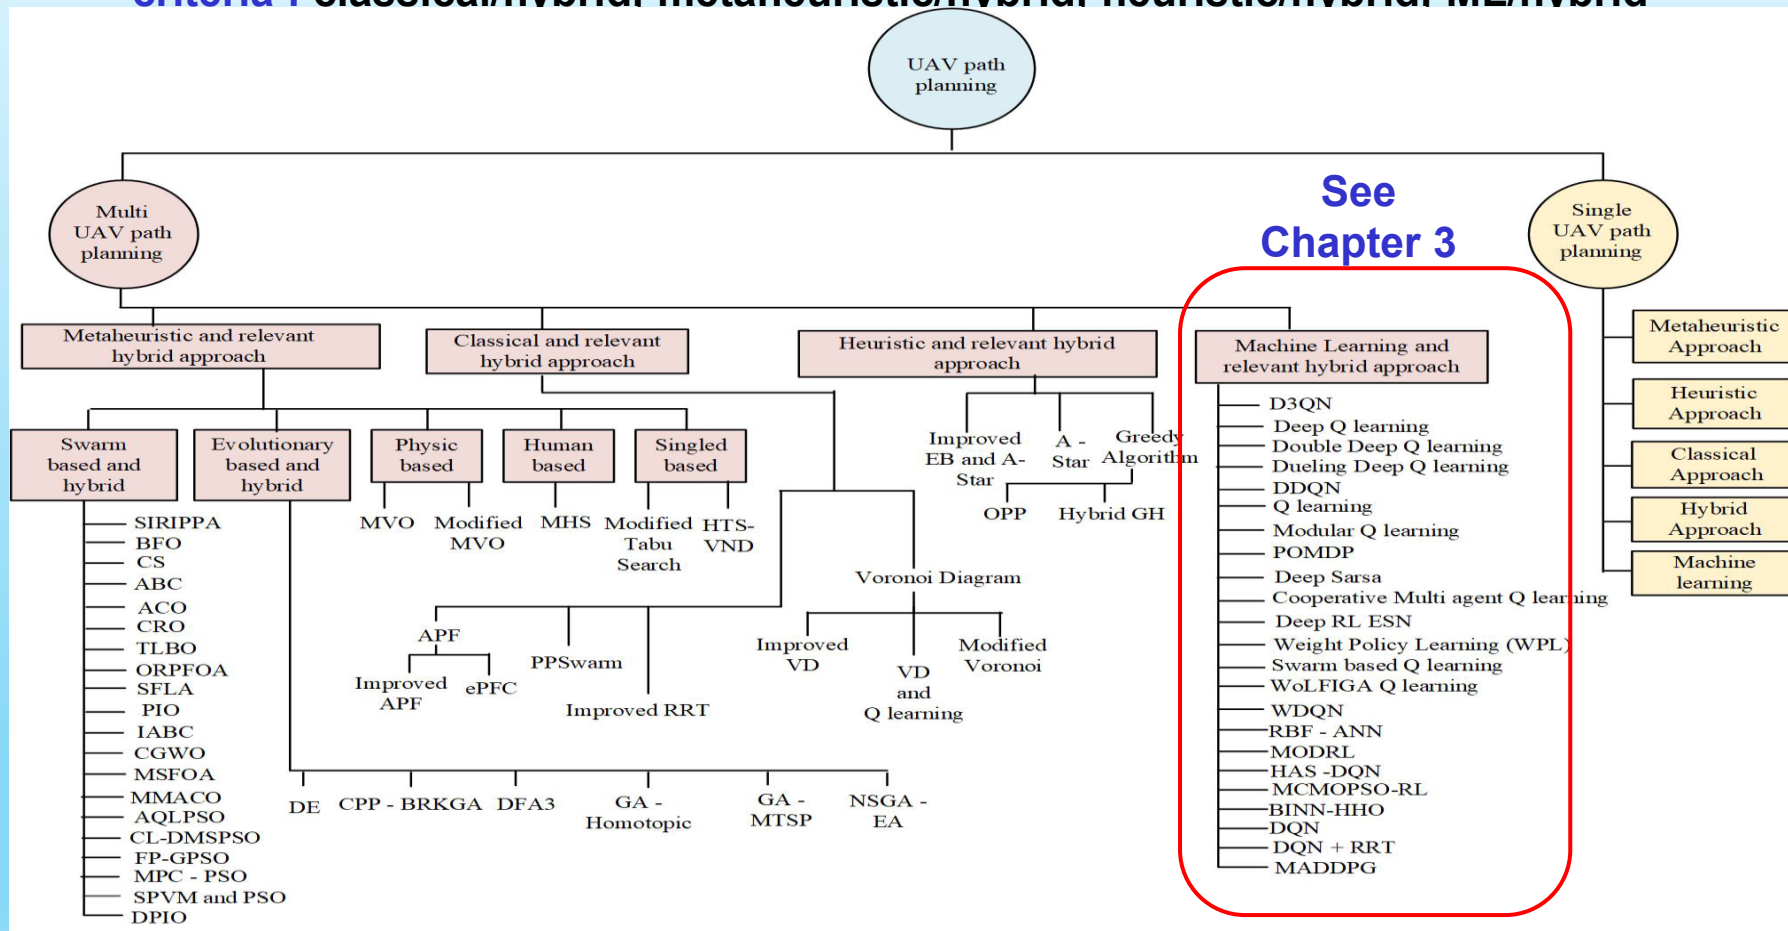 criteria : classical/hybrid, metaheuristic/hybrid, heuristic/hybrid, ML/hybrid
UAV path
planning
Multi
UAV path
planning
See
Chapter 3
Single
UAV path
planning
Metaheuristic and relevant
hybrid approach
Classical and relevant
hybrid approach
Heuristic and relevant hybrid
approach
Machine Learning and
relevant hybrid approach
Swarm
based and
hybrid
Evolutionary
based and
hybrid
Physic
based
Human
based
Singled
based
SIRIPPA
BFO
CS
ABC
ACO
CRO
TLBO
ORPFOA
SFLA
PIO
IABC
CGWO
MSFOA
MMACO
AQLPSO
CL-DMSPSO
FP-GPSO
MPC - PSO
SPVM and PSO
DPIO
DE
CPP - BRKGA
DFA3
GA -
Homotopic
GA -
MTSP
NSGA -
EA
MVO
Modified
MVO
MHS
Modified
Tabu
Search
HTS-
VND
APF
Improved
APF
ePFC
PPSwarm
Improved RRT
Voronoi Diagram
Improved
VD
VD
and
Q learning
Modified
Voronoi
Improved
EB and A-
Star
A -
Star
Greedy
Algorithm
OPP
Hybrid GH
D3QN
Deep Q learning
Double Deep Q learning
Dueling Deep Q learning
DDQN
Q learning
Modular Q learning
POMDP
Deep Sarsa
Cooperative Multi agent Q learning
Deep RL ESN
Weight Policy Learning (WPL)
Swarm based Q learning
WoLFIGA Q learning
WDQN
RBF - ANN
MODRL
HAS -DQN
MCMOPSO-RL
BINN-HHO
DQN
DQN + RRT
MADDPG
Metaheuristic
Approach
Heuristic
Approach
Classical
Approach
Hybrid
Approach
Machine
learning